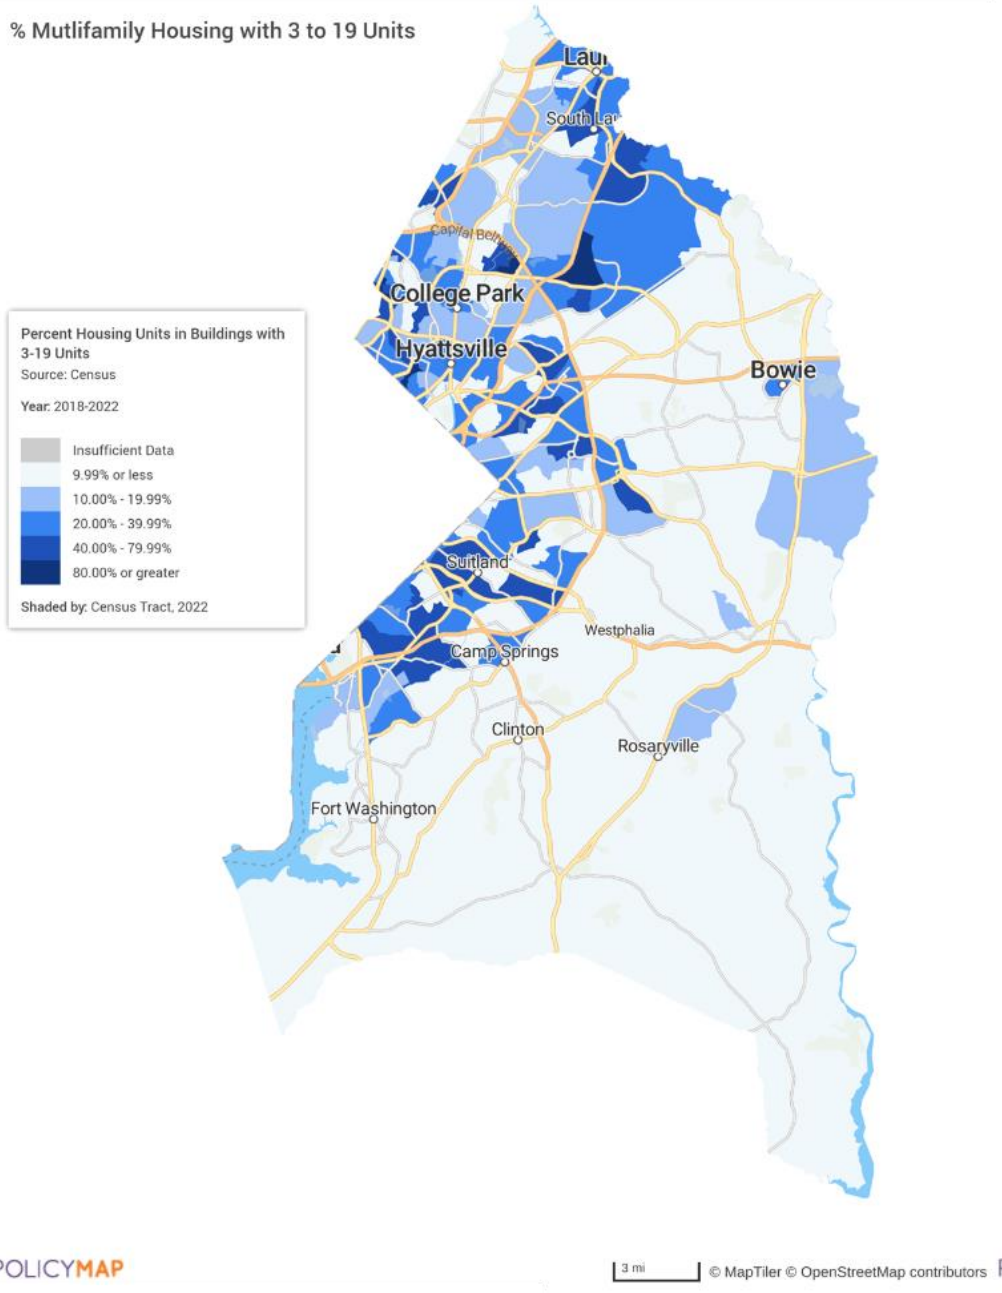 % Mutlifamily Housing with 3 to 19 Units
Laur
South Lau
Capital Beltway
College Park
Hyattsville
Bowie
Percent Housing Units in Buildings with
3-19 Units
Source: Census
Year: 2018-2022
Insufficient Data
9.99% or less
10.00% - 19.99%
20.00% - 39.99%
40.00% - 79.99%
80.00% or greater
Shaded by: Census Tract, 2022
Suitland
Westphalia
Camp Springs
Clinton
Rosaryville
Fort Washington
POLICYMAP
3 mi
© MapTiler © OpenStreetMap contributors